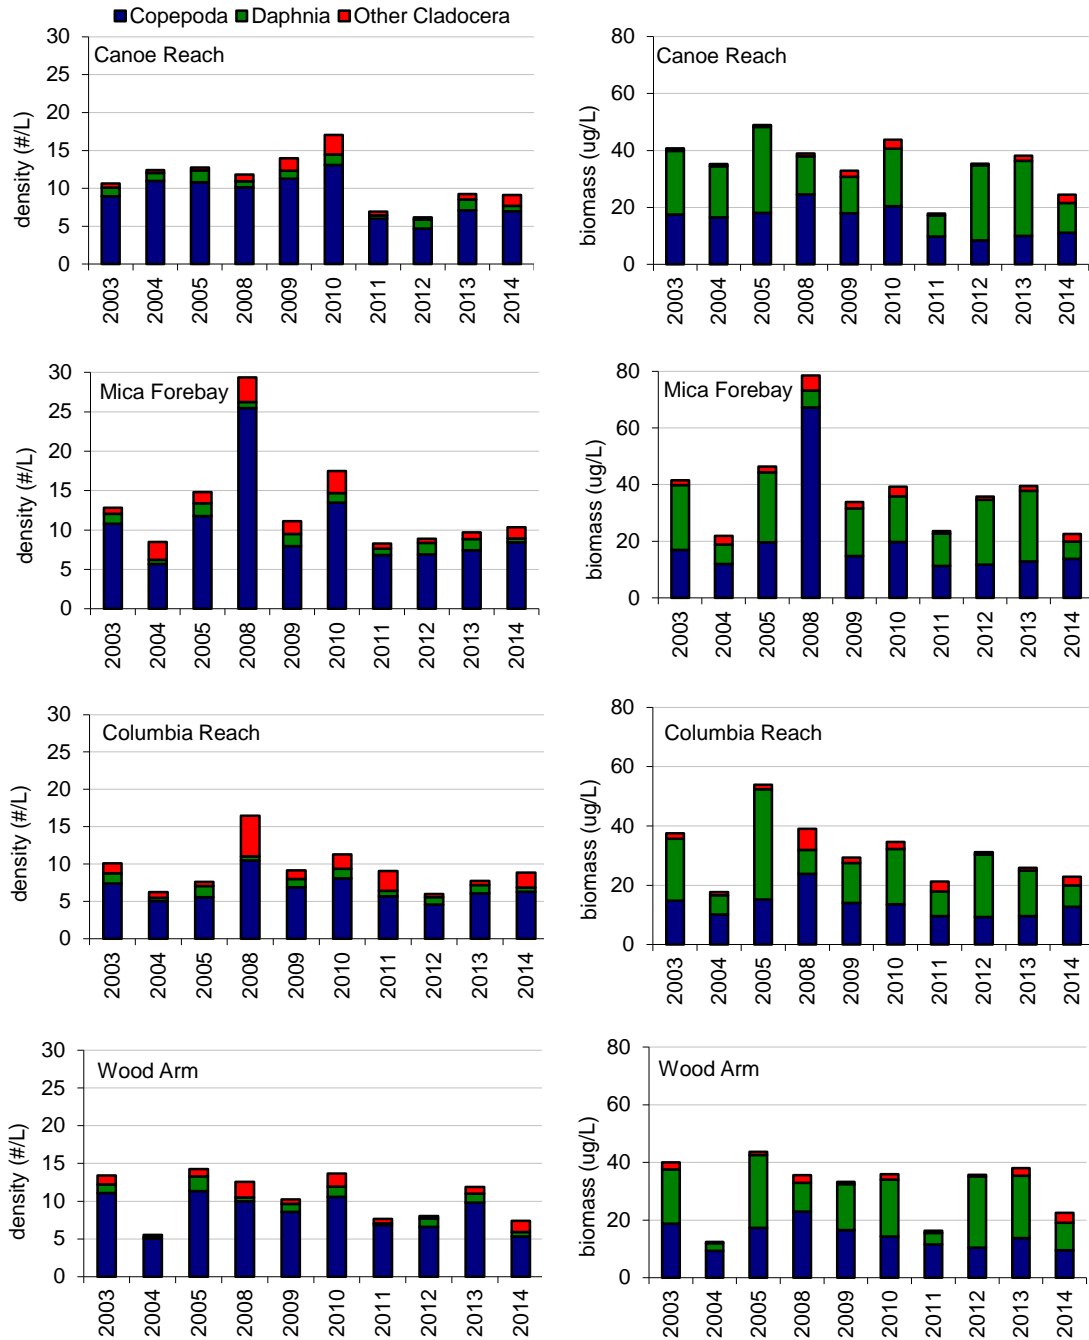 Copepoda Daphnia Other Cladocera
30
25
20
15
10
5
0
density (#/L)
Canoe Reach
2003 2004 2005 2008 2009 2010 2011 2012 2013 2014
80
60
40
20
0
biomass (ug/L)
Canoe Reach
2003 2004 2005 2008 2009 2010 2011 2012 2013 2014
30
25
20
15
10
5
0
density (#/L)
Mica Forebay
2003 2004 2005 2008 2009 2010 2011 2012 2013 2014
80
60
40
20
0
biomass (ug/L)
Mica Forebay
2003 2004 2005 2008 2009 2010 2011 2012 2013 2014
30
25
20
15
10
5
0
density (#/L)
Columbia Reach
2003 2004 2005 2008 2009 2010 2011 2012 2013 2014
80
60
40
20
0
biomass (ug/L)
Columbia Reach
2003 2004 2005 2008 2009 2010 2011 2012 2013 2014
30
25
20
15
10
5
0
density (#/L)
Wood Arm
2003 2004 2005 2008 2009 2010 2011 2012 2013 2014
80
60
40
20
0
biomass (ug/L)
Wood Arm
2003 2004 2005 2008 2009 2010 2011 2012 2013 2014